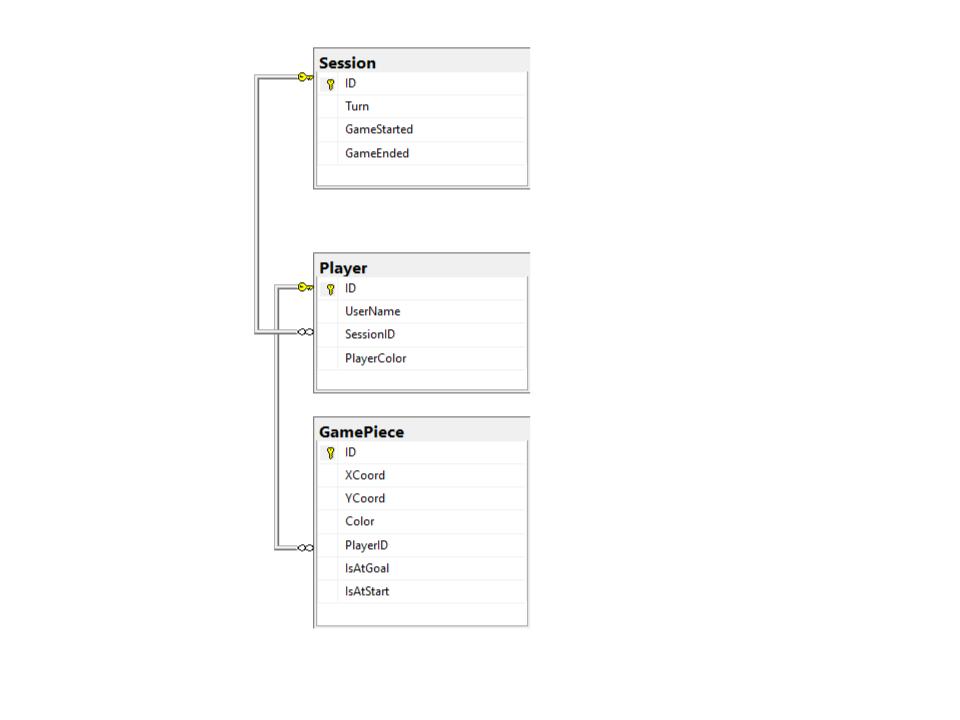 Session
ID
Turn
GameStarted
GameEnded
Player
ID
UserName
SessionID
PlayerColor
GamePiece
ID
XCoord
YCoord
Color
PlayerID
IsAtGoal
IsAtStart